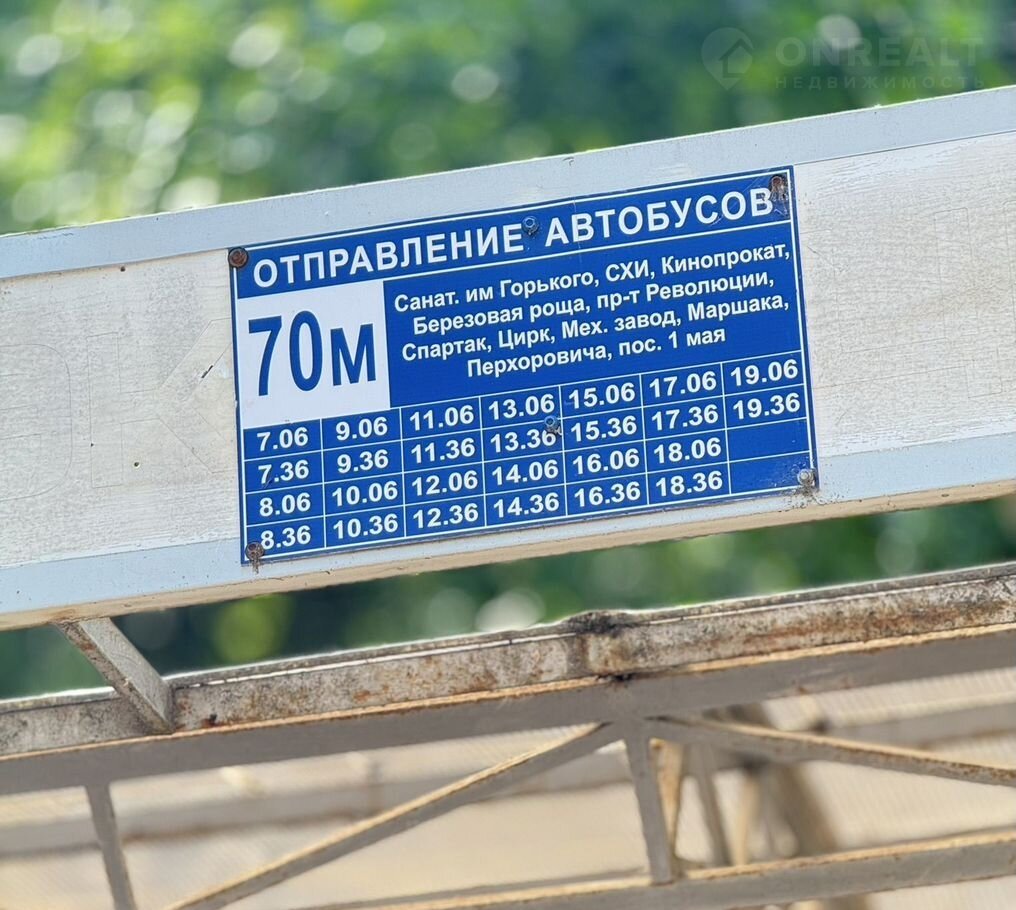 ONREALT
НЕДВИЖИМОСТЬ
ОТПРАВЛЕНИЕ АВТОБУСОВ
70м
Санат. им Горького, СХИ, Кинопрокат,
Березовая роща, пр-т Революции,
Спартак, Цирк, Мех. завод, Маршака,
Перхоровича, пос. 1 мая
7.06 9.06 11.06 13.06 15.06 17.06 19.06
7.36 9.36 11.36 13.36 15.36 17.36 19.36
8.06 10.06 12.06 14.06 16.06 18.06
8.36 10.36 12.36 14.36 16.36 18.36